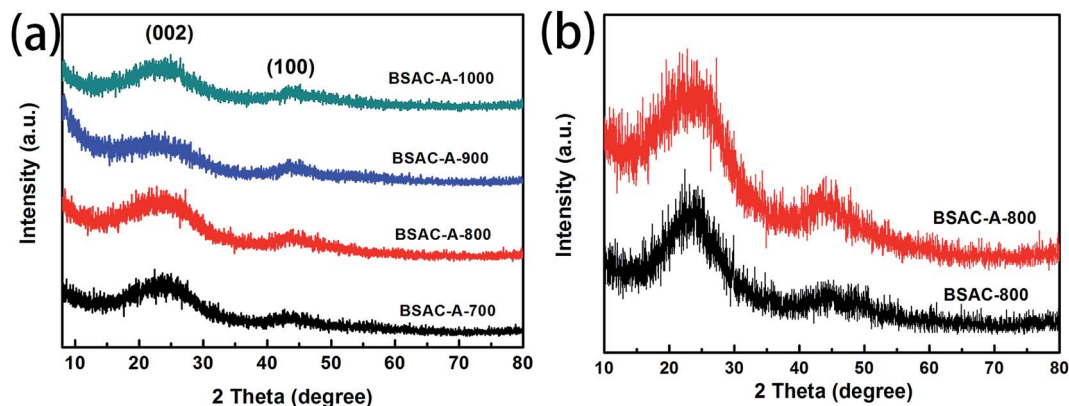 (a)
(002)
(100)
BSAC-A-1000
BSAC-A-900
BSAC-A-800
BSAC-A-700
Intensity (a.u.)
10 20 30 40 50 60 70 80
2 Theta (degree)
(b)
BSAC-A-800
BSAC-800
Intensity (a.u.)
10 20 30 40 50 60 70 80
2 Theta (degree)